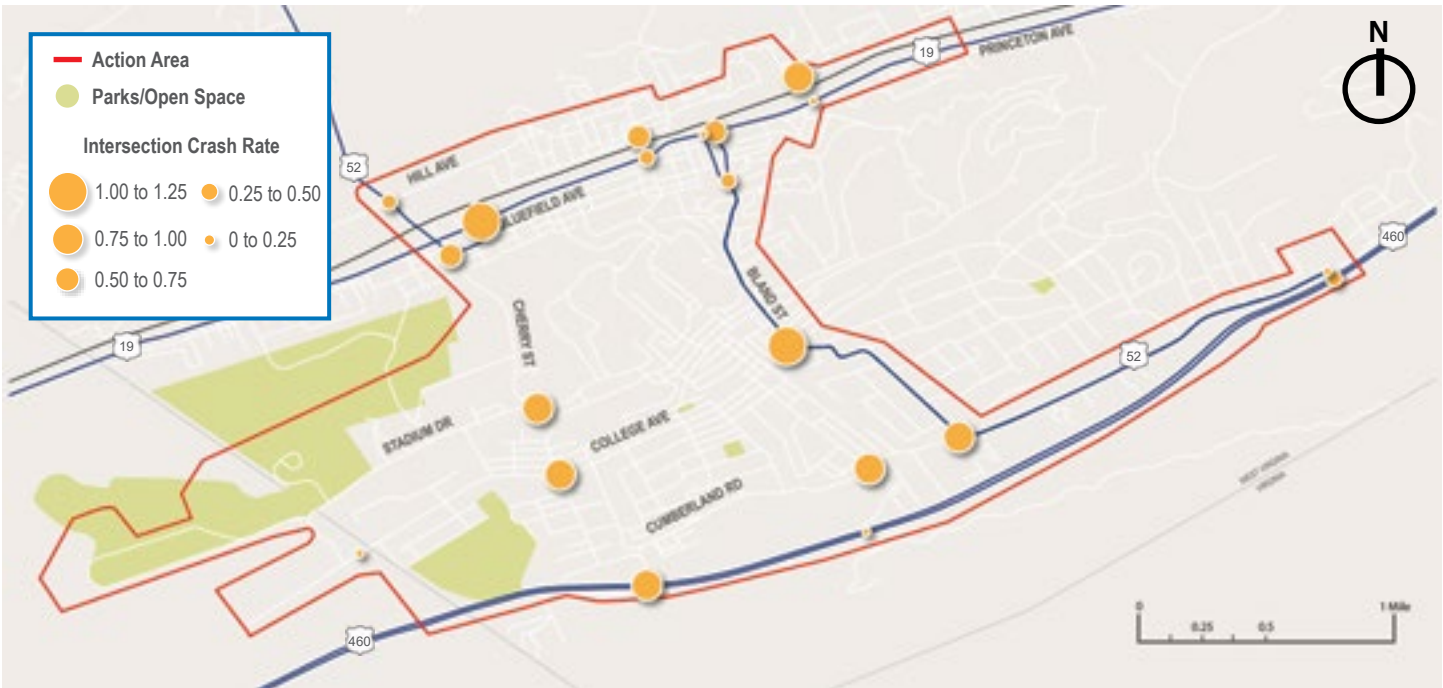 Action Area
Parks/Open Space
Intersection Crash Rate
1.00 to 1.25
0.25 to 0.50
0.75 to 1.00
0 to 0.25
0.50 to 0.75
N
19
PRINCETON AVE
52
HILL AVE
BLUEFIELD AVE
460
BLAND ST
CHERRY ST
19
52
STADIUM DR
COLLEGE AVE
CUMBERLAND RD
WEST VIRGINIA
VIRGINIA
460
0
1 Mile
0.25
0.5